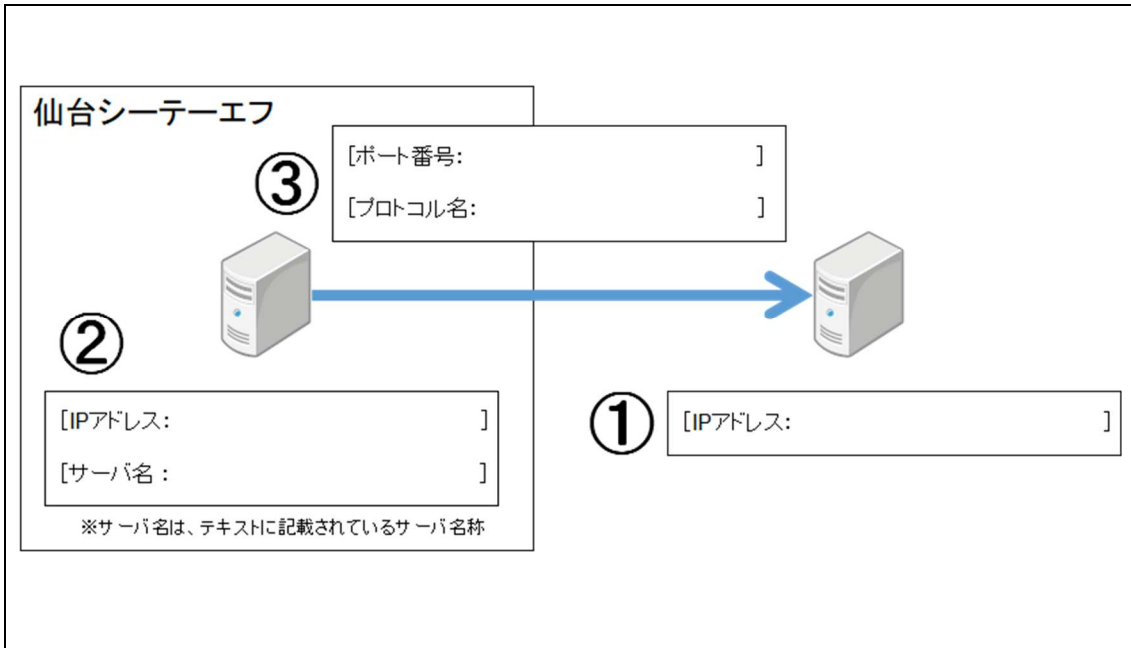 仙台シーテーエフ
③
[ポート番号: ]
[プロトコル名: ]
②
[IPアドレス: ]
[サーバ名: ]
※サーバ名は、テキストに記載されているサーバ名称
①
[IPアドレス: ]